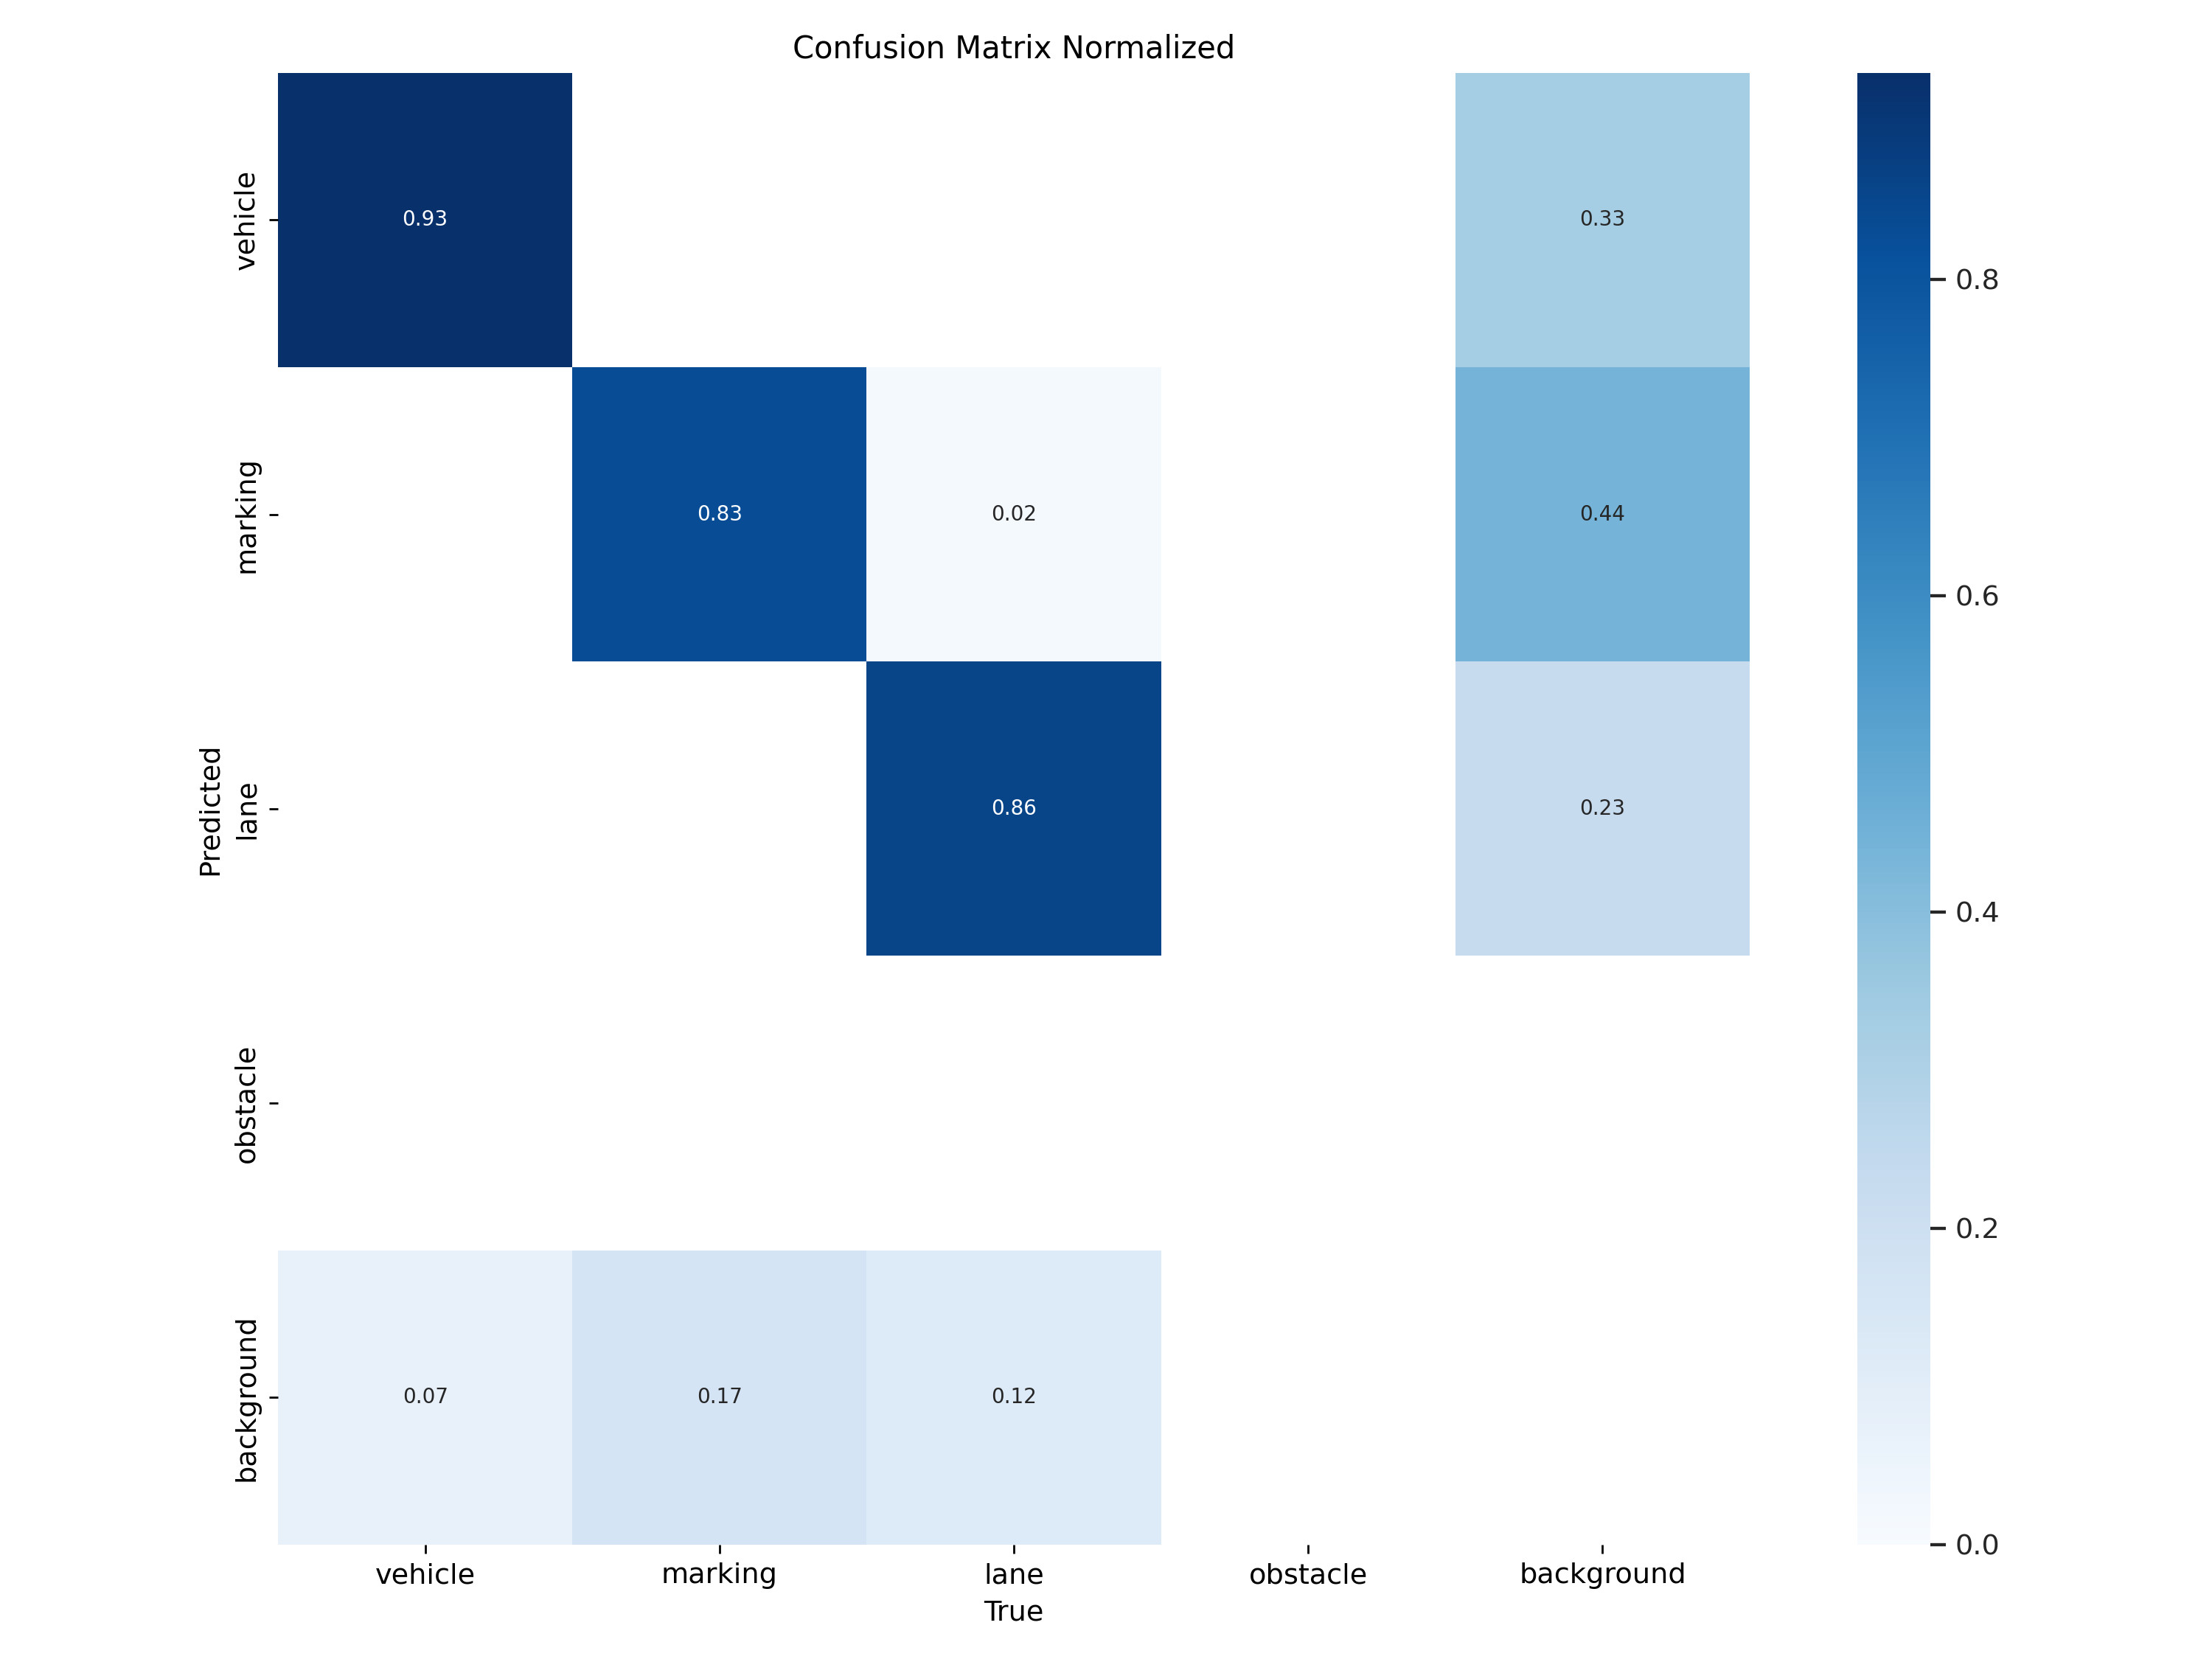 Confusion Matrix Normalized
vehicle
0.93
0.33
0.8
marking
0.83
0.02
0.44
0.6
Predicted
lane
0.86
0.23
0.4
obstacle
0.2
background
0.07
0.17
0.12
0.0
vehicle marking lane obstacle background
True